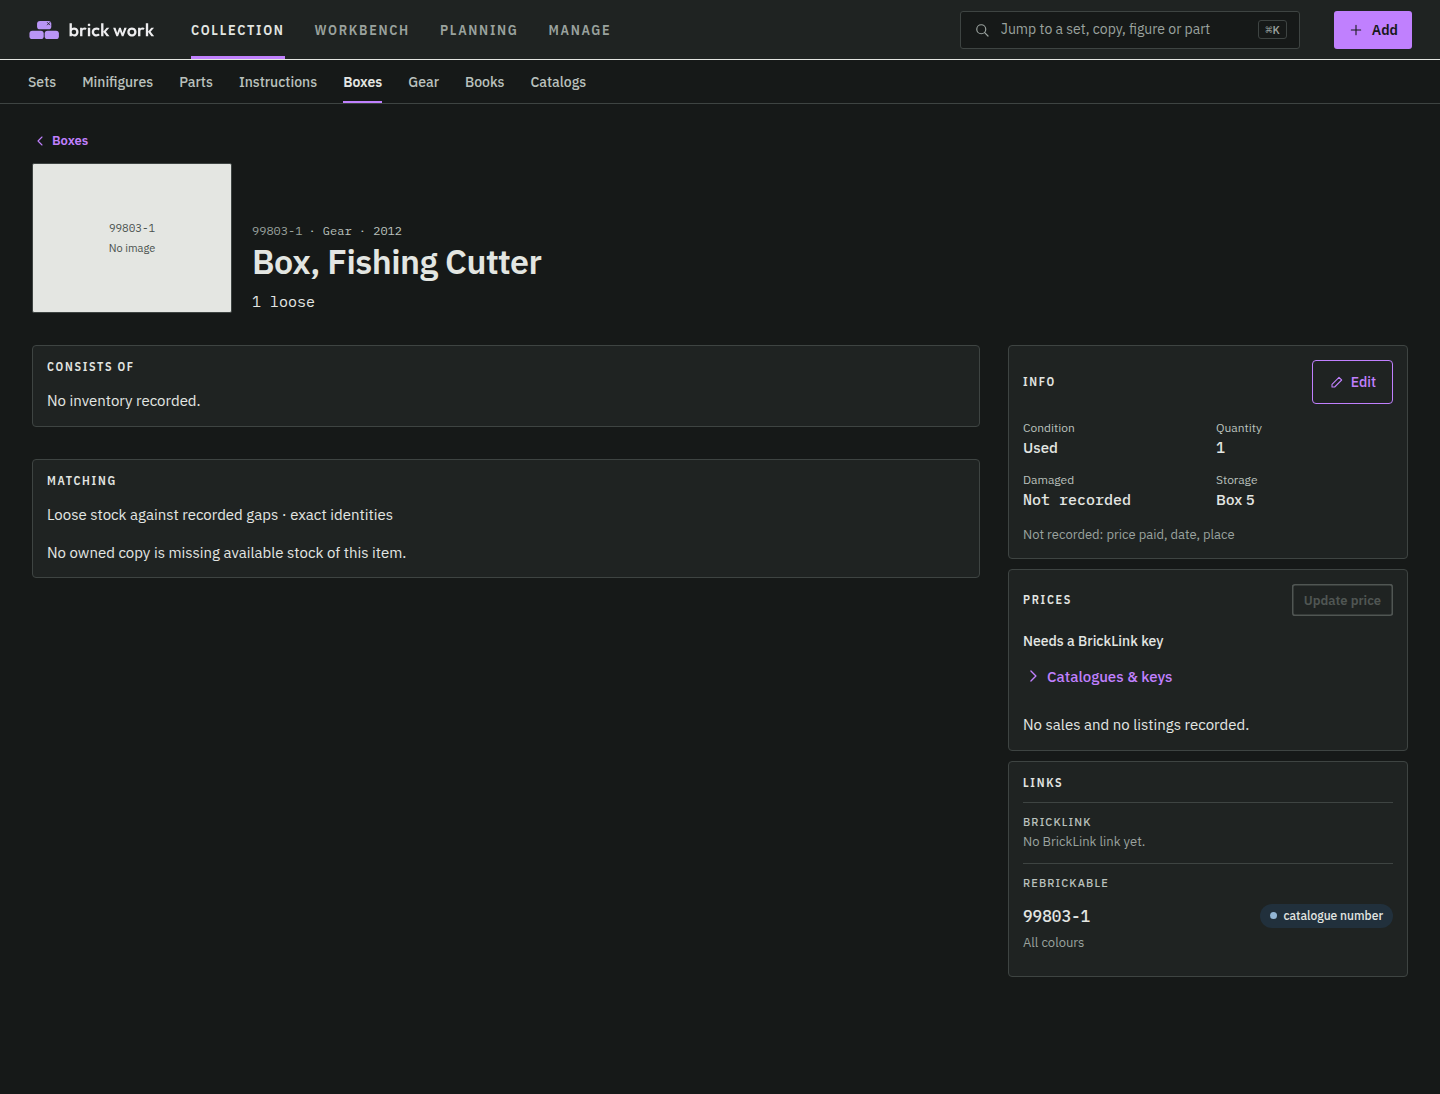 brick work
COLLECTION
WORKBENCH
PLANNING
MANAGE
Jump to a set, copy, figure or part
⌘K
Add
Sets
Minifigures
Parts
Instructions
Boxes
Gear
Books
Catalogs
Boxes
99803-1
No image
99803-1 · Gear · 2012
Box, Fishing Cutter
1 loose
CONSISTS OF
No inventory recorded.
MATCHING
Loose stock against recorded gaps · exact identities
No owned copy is missing available stock of this item.
INFO
Edit
Condition
Used
Quantity
1
Damaged
Not recorded
Storage
Box 5
Not recorded: price paid, date, place
PRICES
Update price
Needs a BrickLink key
Catalogues & keys
No sales and no listings recorded.
LINKS
BRICKLINK
No BrickLink link yet.
REBRICKABLE
99803-1
catalogue number
All colours